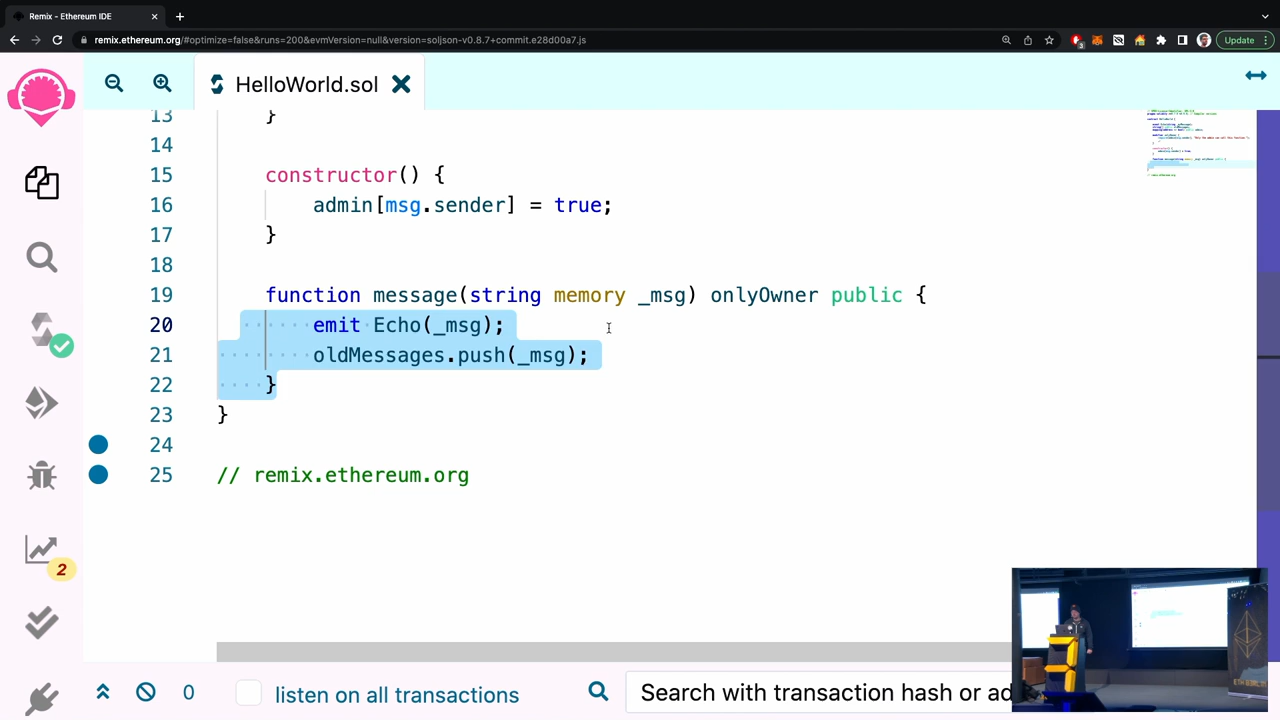 Remix - Ethereum IDE
remix.ethereum.org/#optimize=false&runs=200&evmVersion=null&version=soljson-v0.8.7+commit.e28d00a7.js
3
Update
HelloWorld.sol
13 }
14
15 constructor() {
16 admin[msg.sender] = true;
17 }
18
19 function message(string memory _msg) onlyOwner public {
20 emit Echo(_msg);
21 oldMessages.push(_msg);
22 }
23 }
24
25 // remix.ethereum.org
2
0 listen on all transactions Search with transaction hash or ad